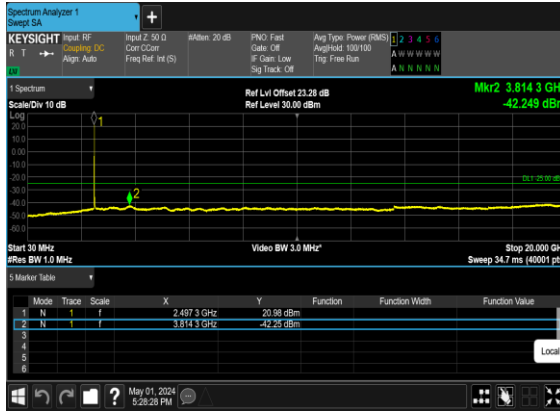 Spectrum Analyzer 1
Swept SA
+
KEYSIGHT Input: RF Input Z: 50 Ω #Atten: 20 dB PNO: Fast Avg Type: Power (RMS) 1 2 3 4 5 6
R T Coupling: DC Corr CCorr Gate: Off Avg|Hold: 100/100 A W W W W W
Align: Auto Freq Ref: Int (S) IF Gain: Low Trig: Free Run
Sig Track: Off A N N N N N
LU
1 Spectrum Ref Lvl Offset 23.28 dB Mkr2 3.814 3 GH
Scale/Div 10 dB Ref Level 30.00 dBm -42.249 dBr
Log
20.0
10.0
0.00
-10.0
-20.0
-30.0
-40.0
-50.0
-60.0
1
2
DL1 -25.00 dB
Start 30 MHz Video BW 3.0 MHz* Stop 20.000 GH
#Res BW 1.0 MHz Sweep 34.7 ms (40001 pt
5 Marker Table
Mode Trace Scale X Y Function Function Width Function Value
1 N 1 f 2.497 3 GHz 20.98 dBm
2 N 1 f 3.814 3 GHz -42.25 dBm
3
4
5
6
Local
? May 01, 2024
5:28:28 PM